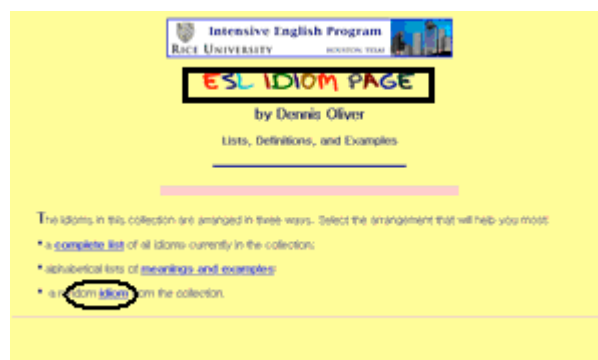 Intensive English Program
RICE UNIVERSITY HOUSTON, TEXAS
ESL IDIOM PAGE
by Dennis Oliver
Lists, Definitions, and Examples
The idioms in this collection are arranged in three ways. Select the arrangement that will help you most:
• a complete list of all idioms currently in the collection;
• alphabetical lists of meanings and examples;
• a random idiom from the collection.